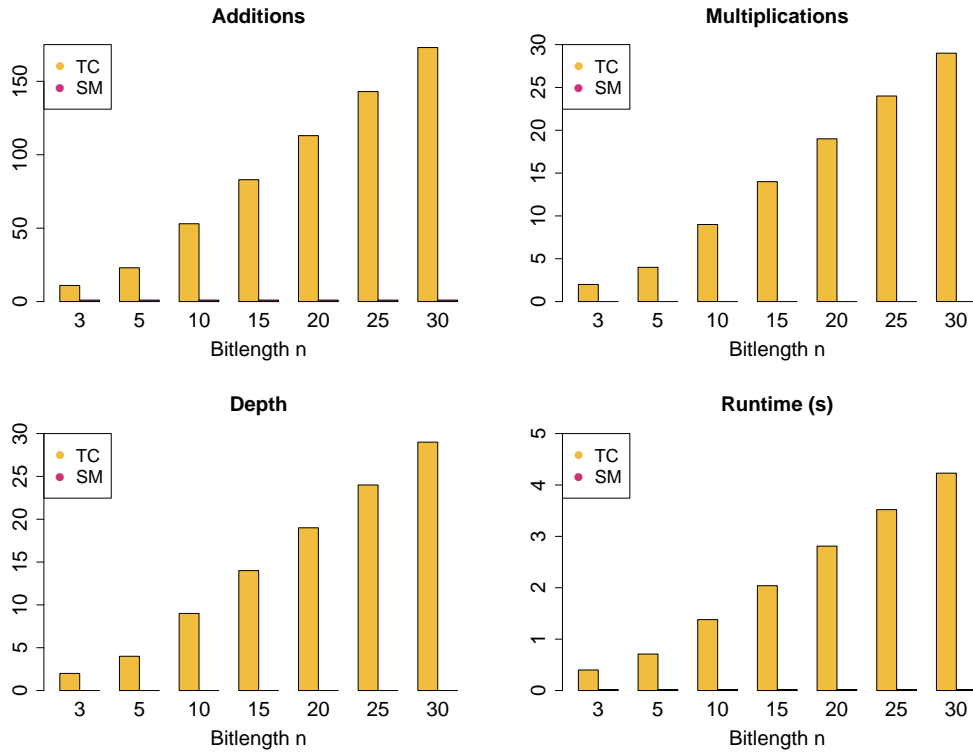 Additions
TC
SM
0 50 100 150
3 5 10 15 20 25 30
Bitlength n
Multiplications
TC
SM
0 5 10 15 20 25 30
3 5 10 15 20 25 30
Bitlength n
Depth
TC
SM
0 5 10 15 20 25 30
3 5 10 15 20 25 30
Bitlength n
Runtime (s)
TC
SM
0 1 2 3 4 5
3 5 10 15 20 25 30
Bitlength n